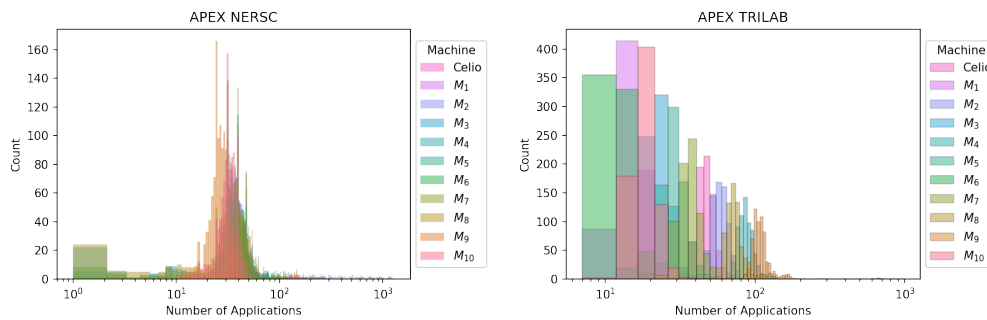 APEX NERSC
160
140
120
100
80
60
40
20
0
Count
10⁰
10¹
10²
10³
Number of Applications
Machine
Celio
M₁
M₂
M₃
M₄
M₅
M₆
M₇
M₈
M₉
M₁₀
APEX TRILAB
400
350
300
250
200
150
100
50
0
Count
10¹
10²
10³
Number of Applications
Machine
Celio
M₁
M₂
M₃
M₄
M₅
M₆
M₇
M₈
M₉
M₁₀